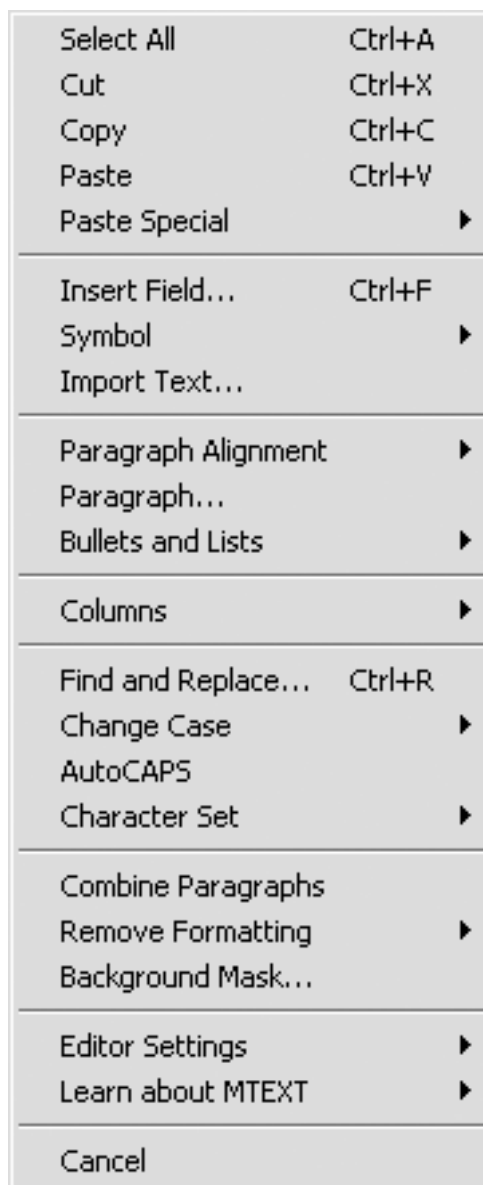 Select All Ctrl+A
Cut Ctrl+X
Copy Ctrl+C
Paste Ctrl+V
Paste Special
Insert Field... Ctrl+F
Symbol
Import Text...
Paragraph Alignment
Paragraph...
Bullets and Lists
Columns
Find and Replace... Ctrl+R
Change Case
AutoCAPS
Character Set
Combine Paragraphs
Remove Formatting
Background Mask...
Editor Settings
Learn about MTEXT
Cancel